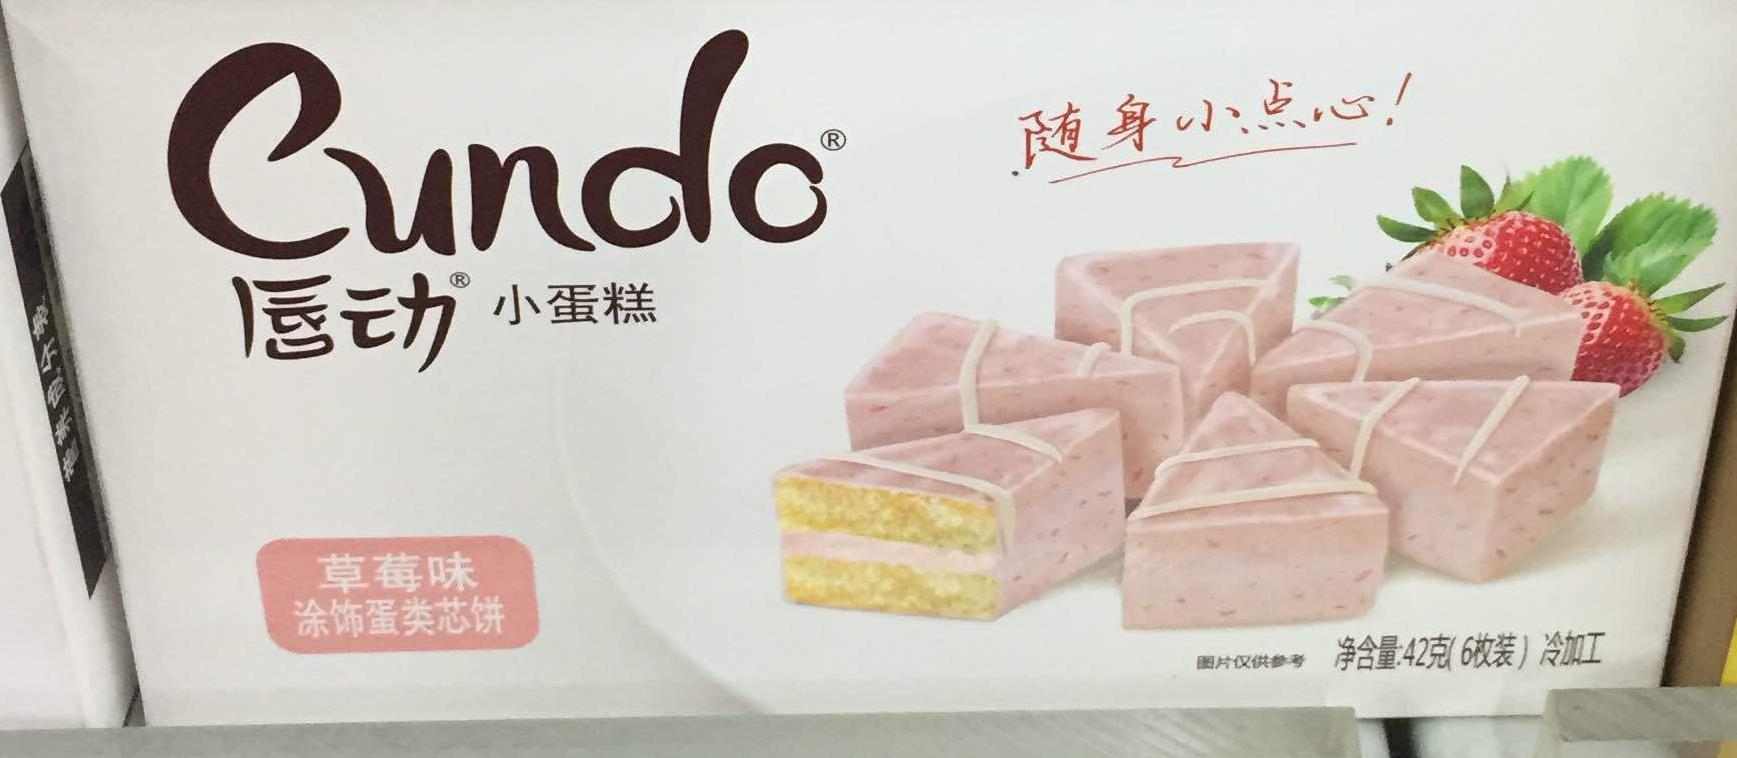 Cundo®
随身小点心!
唇动® 小蛋糕
草莓味
涂饰蛋类芯饼
图片仅供参考 净含量:42克(6枚装) 冷加工